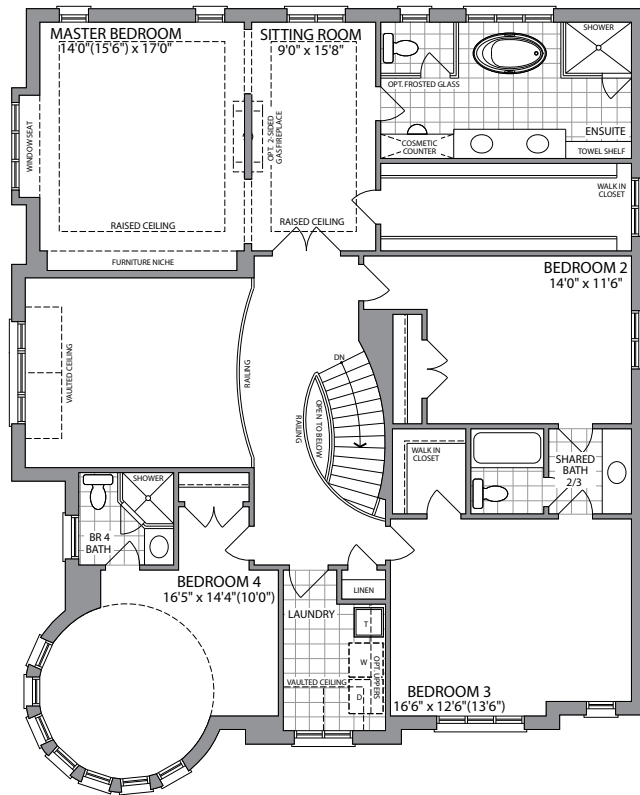 MASTER BEDROOM
14'0"(15'6") x 17'0"
SITTING ROOM
9'0" x 15'8"
SHOWER
OPT. FROSTED GLASS
ENSUITE
COSMETIC
COUNTER
TOWEL SHELF
WINDOW SEAT
OPT. 2-SIDED
GAS FIREPLACE
RAISED CEILING
RAISED CEILING
WALK IN
CLOSET
FURNITURE NICHE
BEDROOM 2
14'0" x 11'6"
VAULTED CEILING
RAILING
DN
OPEN TO BELOW
RAILING
WALK IN
CLOSET
SHARED
BATH
2/3
SHOWER
BR 4
BATH
BEDROOM 4
16'5" x 14'4"(10'0")
LINEN
LAUNDRY
T
W
OPT. UPPERS
VAULTED CEILING
D
BEDROOM 3
16'6" x 12'6"(13'6")